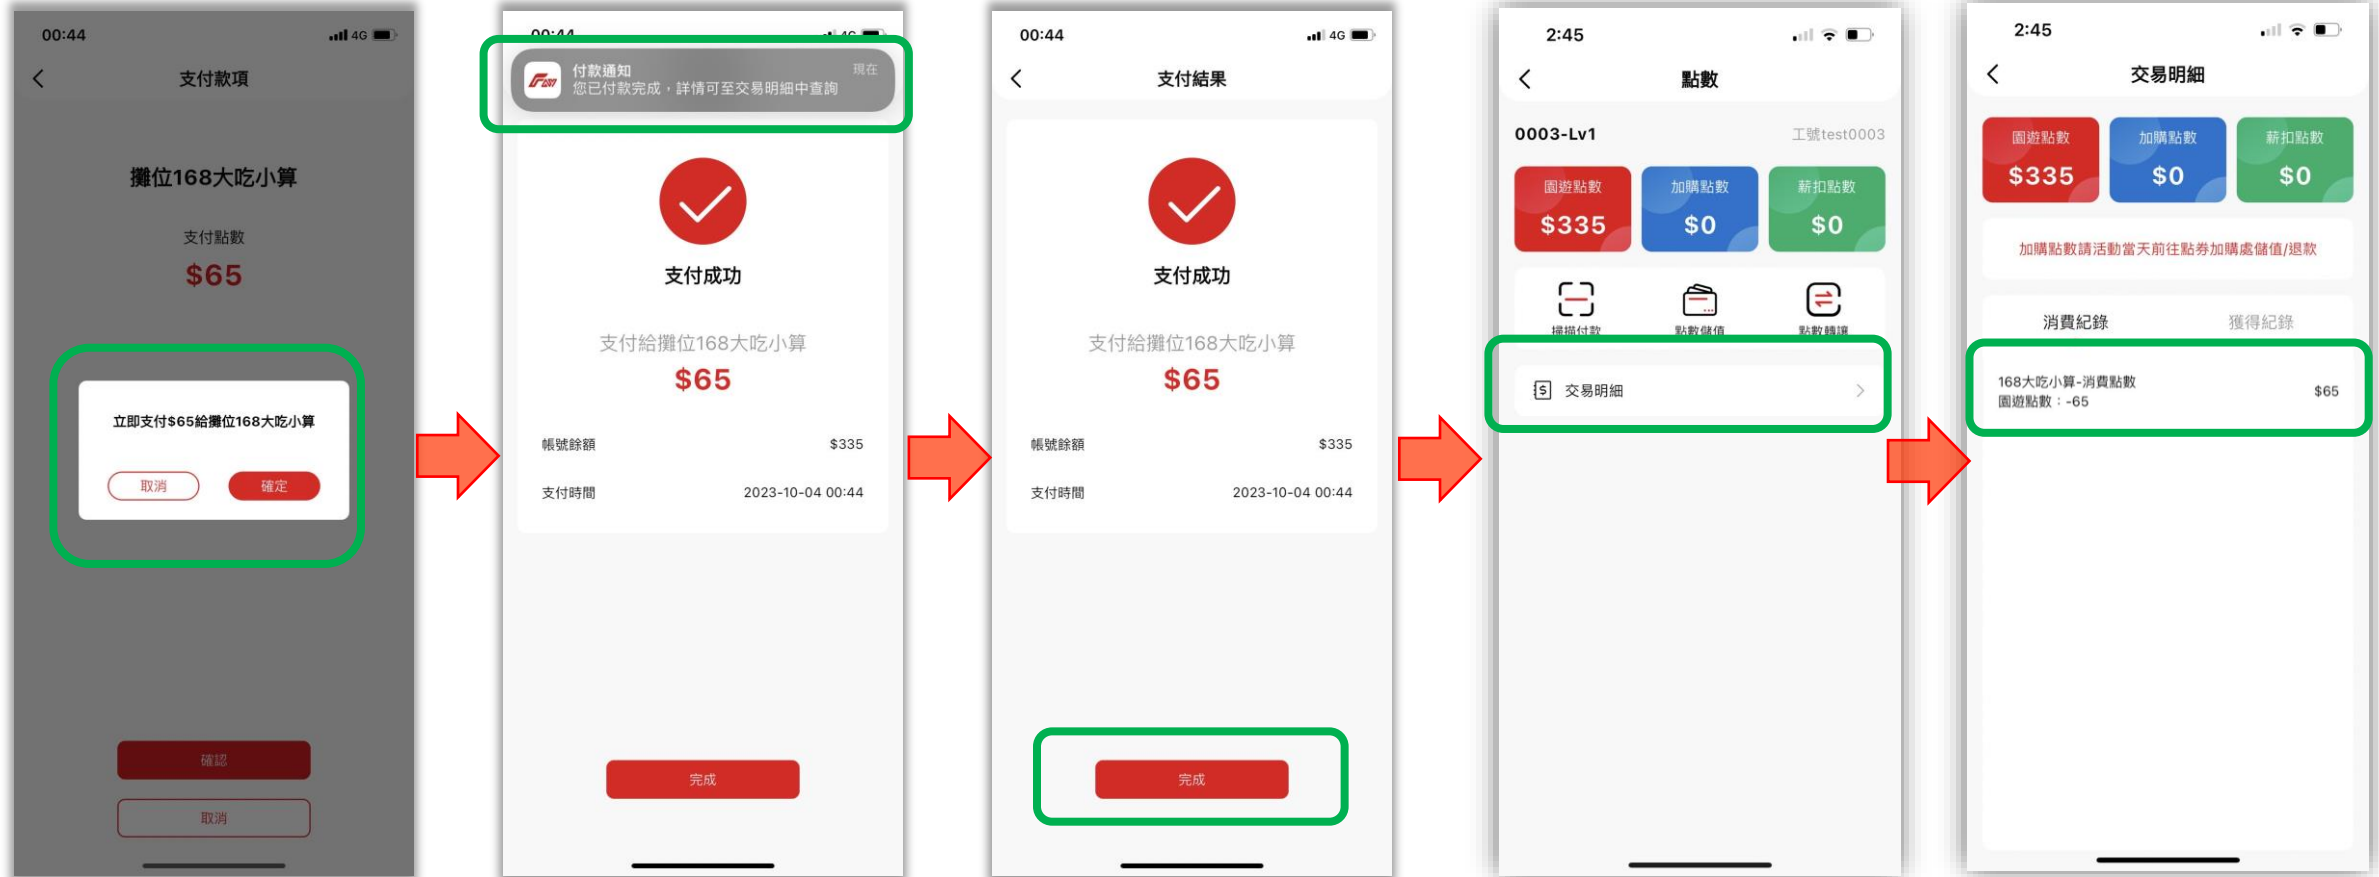 00:44
4G
支付款項
攤位168大吃小算
支付點數
$65
立即支付$65給攤位168大吃小算
取消
確定
確認
取消
00:44
4G
付款通知
現在
您已付款完成，詳情可至交易明細中查詢
支付成功
支付給攤位168大吃小算
$65
帳號餘額
$335
支付時間
2023-10-04 00:44
完成
00:44
4G
支付結果
支付成功
支付給攤位168大吃小算
$65
帳號餘額
$335
支付時間
2023-10-04 00:44
完成
2:45
點數
0003-Lv1
工號test0003
園遊點數
加購點數
薪扣點數
$335
$0
$0
掃描付款
點數儲值
點數轉讓
交易明細
2:45
交易明細
園遊點數
加購點數
薪扣點數
$335
$0
$0
加購點數請活動當天前往點券加購處儲值/退款
消費紀錄
獲得紀錄
168大吃小算-消費點數
園遊點數：-65
$65